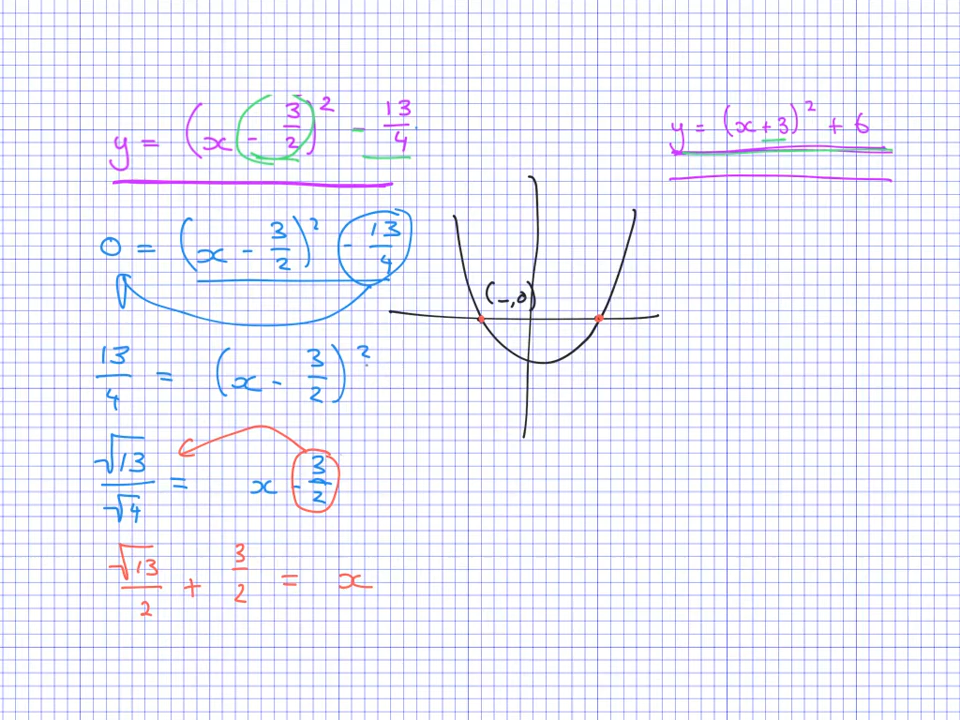 y = (x - 3/2)² - 13/4
y = (x + 3)² + 6
0 = (x - 3/2)² - 13/4
(-, 0)
13/4 = (x - 3/2)²
√13/√4 = x - 3/2
√13/2 + 3/2 = x